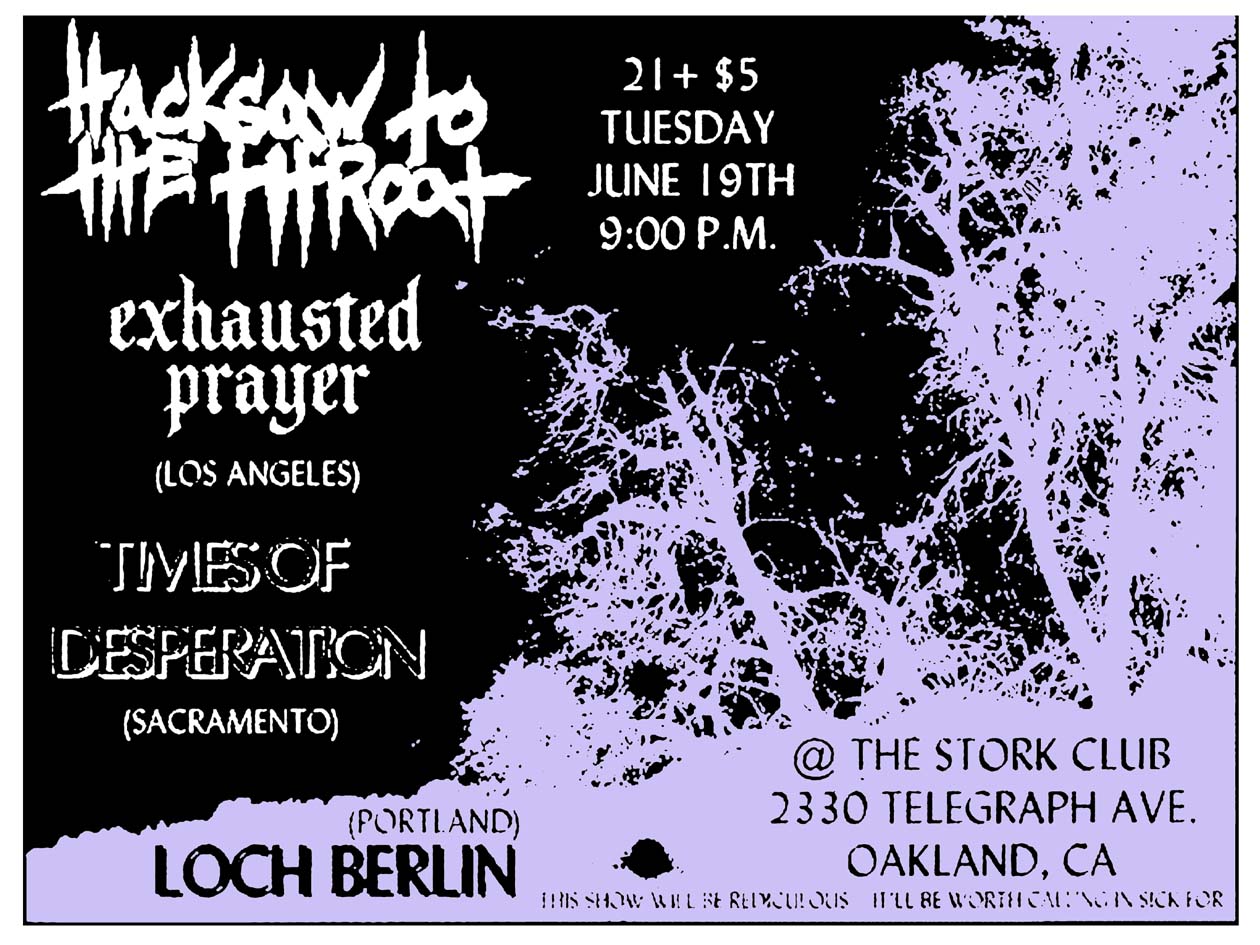 Hacksaw to
the throat
21+ $5
TUESDAY
JUNE 19TH
9:00 P.M.
exhausted
prayer
(LOS ANGELES)
TIMES OF
DESPERATION
(SACRAMENTO)
(PORTLAND)
LOCH BERLIN
@ THE STORK CLUB
2330 TELEGRAPH AVE.
OAKLAND, CA
THIS SHOW WILL BE REDICULOUS IT'LL BE WORTH CALLING IN SICK FOR